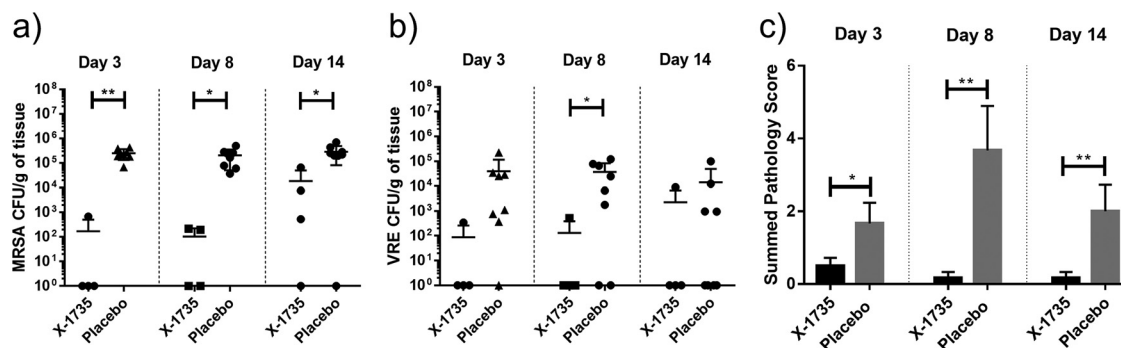 a)
Day 3 Day 8 Day 14
MRSA CFU/g of tissue
10⁸
10⁷
10⁶
10⁵
10⁴
10³
10²
10¹
10⁰
** * *
X-1735 Placebo X-1735 Placebo X-1735 Placebo
b)
Day 3 Day 8 Day 14
VRE CFU/g of tissue
10⁸
10⁷
10⁶
10⁵
10⁴
10³
10²
10¹
10⁰
*
X-1735 Placebo X-1735 Placebo X-1735 Placebo
c)
Day 3 Day 8 Day 14
Summed Pathology Score
6
4
2
0
* ** **
X-1735 Placebo X-1735 Placebo X-1735 Placebo